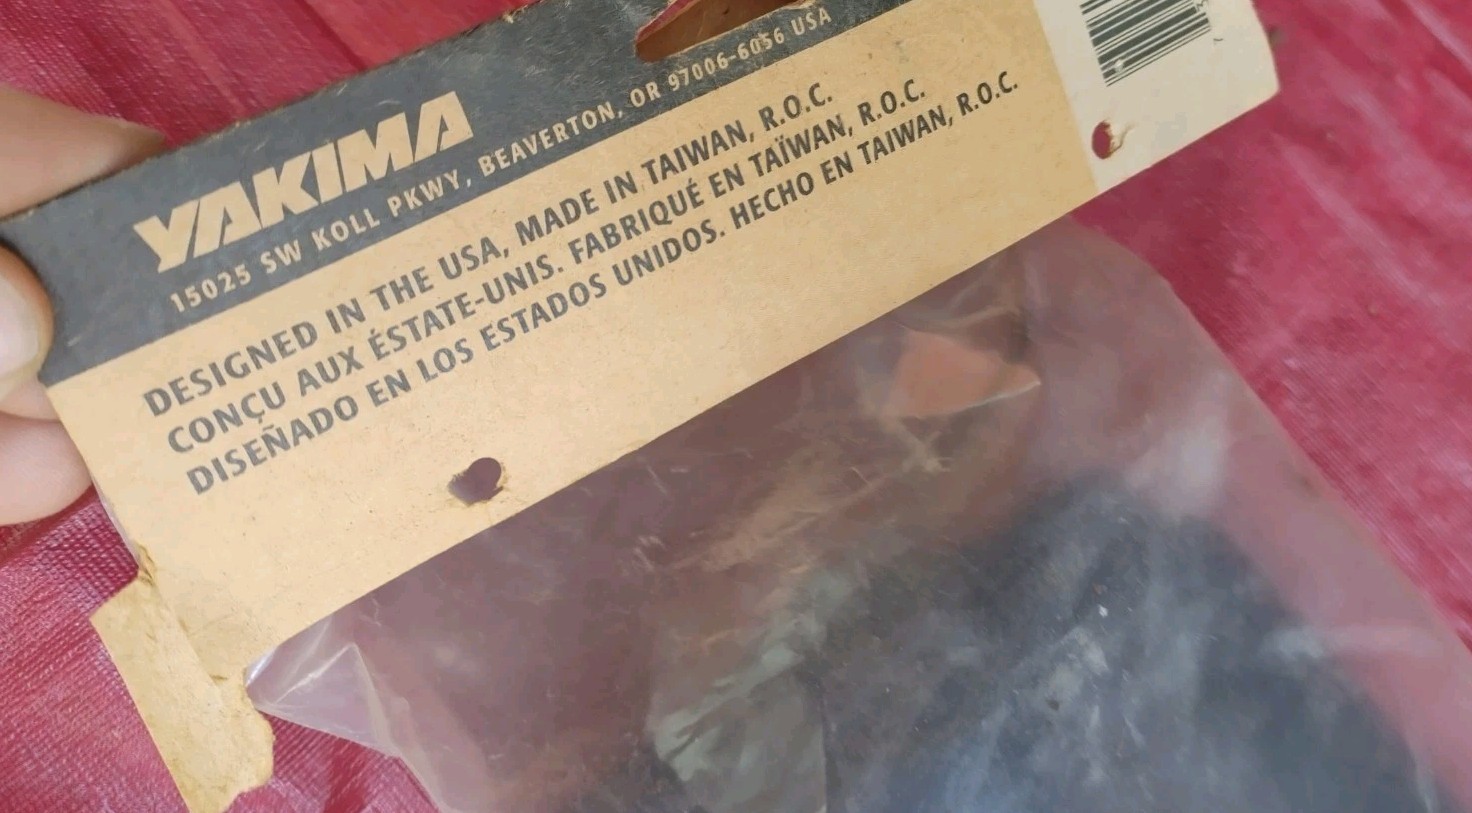 YAKIMA
15025 SW KOLL PKWY, BEAVERTON, OR 97006-6056 USA
DESIGNED IN THE USA, MADE IN TAIWAN, R.O.C.
CONÇU AUX ÉSTATE-UNIS. FABRIQUÉ EN TAÏWAN, R.O.C.
DISEÑADO EN LOS ESTADOS UNIDOS. HECHO EN TAIWAN, R.O.C.